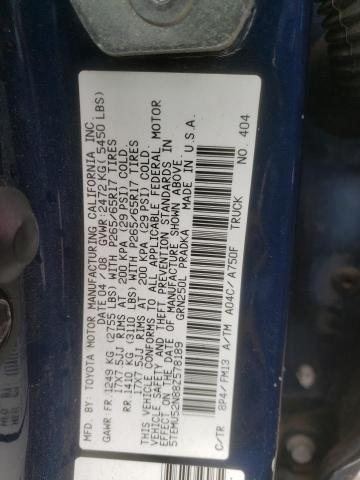 MFD. BY: TOYOTA MOTOR MANUFACTURING CALIFORNIA INC.
DATE 04/08 GVWR:2472 KG( 5450 LBS)
GAWR FR 1249 KG (2755 LBS) WITH P265/65R17 TIRES
17X7.5JJ RIMS AT 200 KPA (29 PSI) COLD.
RR 1410 KG (3110 LBS) WITH P265/65R17 TIRES
17X7.5JJ RIMS AT 200 KPA (29 PSI) COLD.
THIS VEHICLE CONFORMS TO ALL APPLICABLE FEDERAL MOTOR
VEHICLE SAFETY AND THEFT PREVENTION STANDARDS IN
EFFECT ON THE DATE OF MANUFACTURE SHOWN ABOVE.
5TEMU52N88Z578189 GRN250L PRADKA MADE IN U.S.A.
TRUCK
C/TR 8P4/FM13 A/TM A04C/A750F
NO. 404